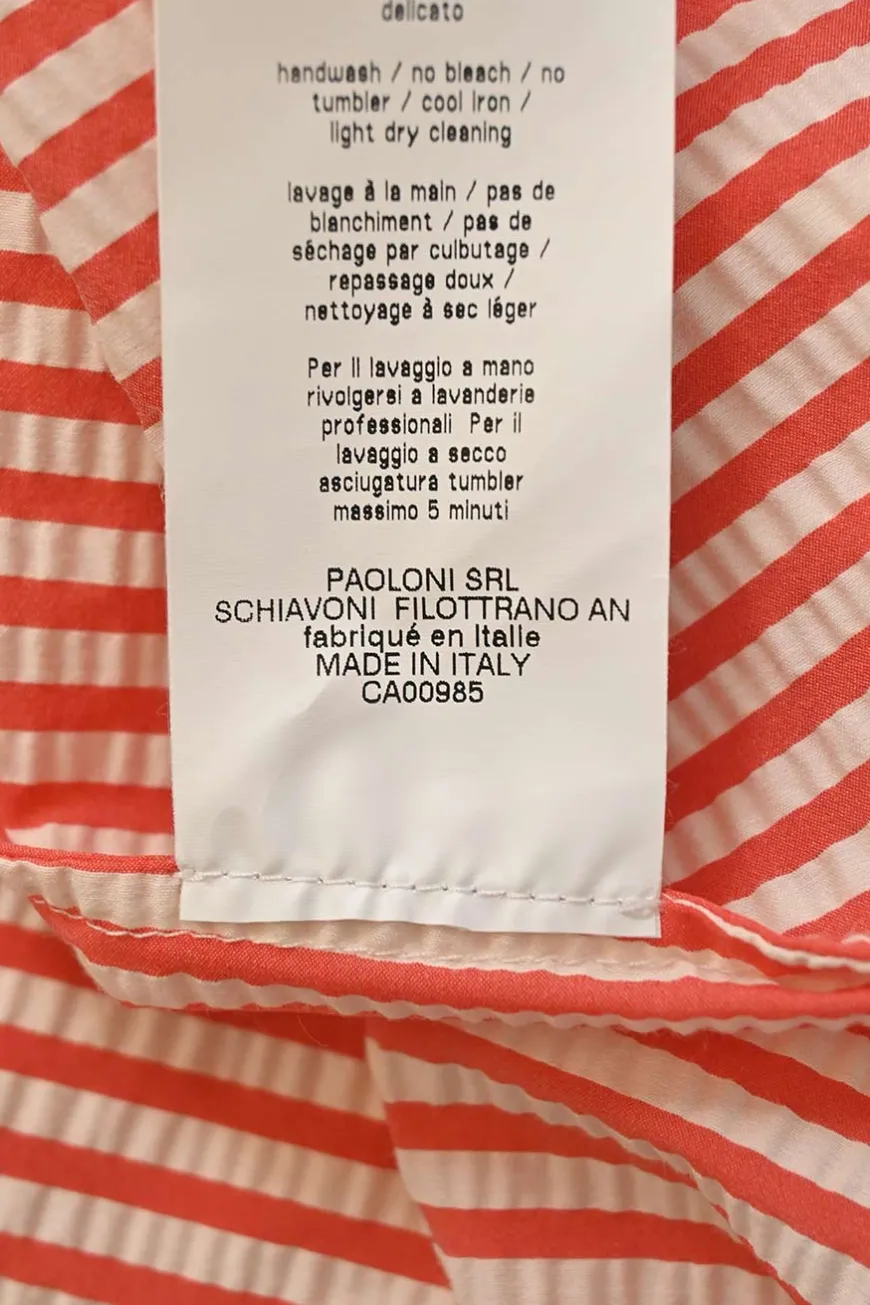 delicato
handwash / no bleach / no
tumbler / cool iron /
light dry cleaning
lavage à la main / pas de
blanchiment / pas de
séchage par culbutage /
repassage doux /
nettoyage à sec léger
Per il lavaggio a mano
rivolgersi a lavanderie
professionali Per il
lavaggio a secco
asciugatura tumbler
massimo 5 minuti
PAOLONI SRL
SCHIAVONI FILOTTRANO AN
fabriqué en Italie
MADE IN ITALY
CA00985